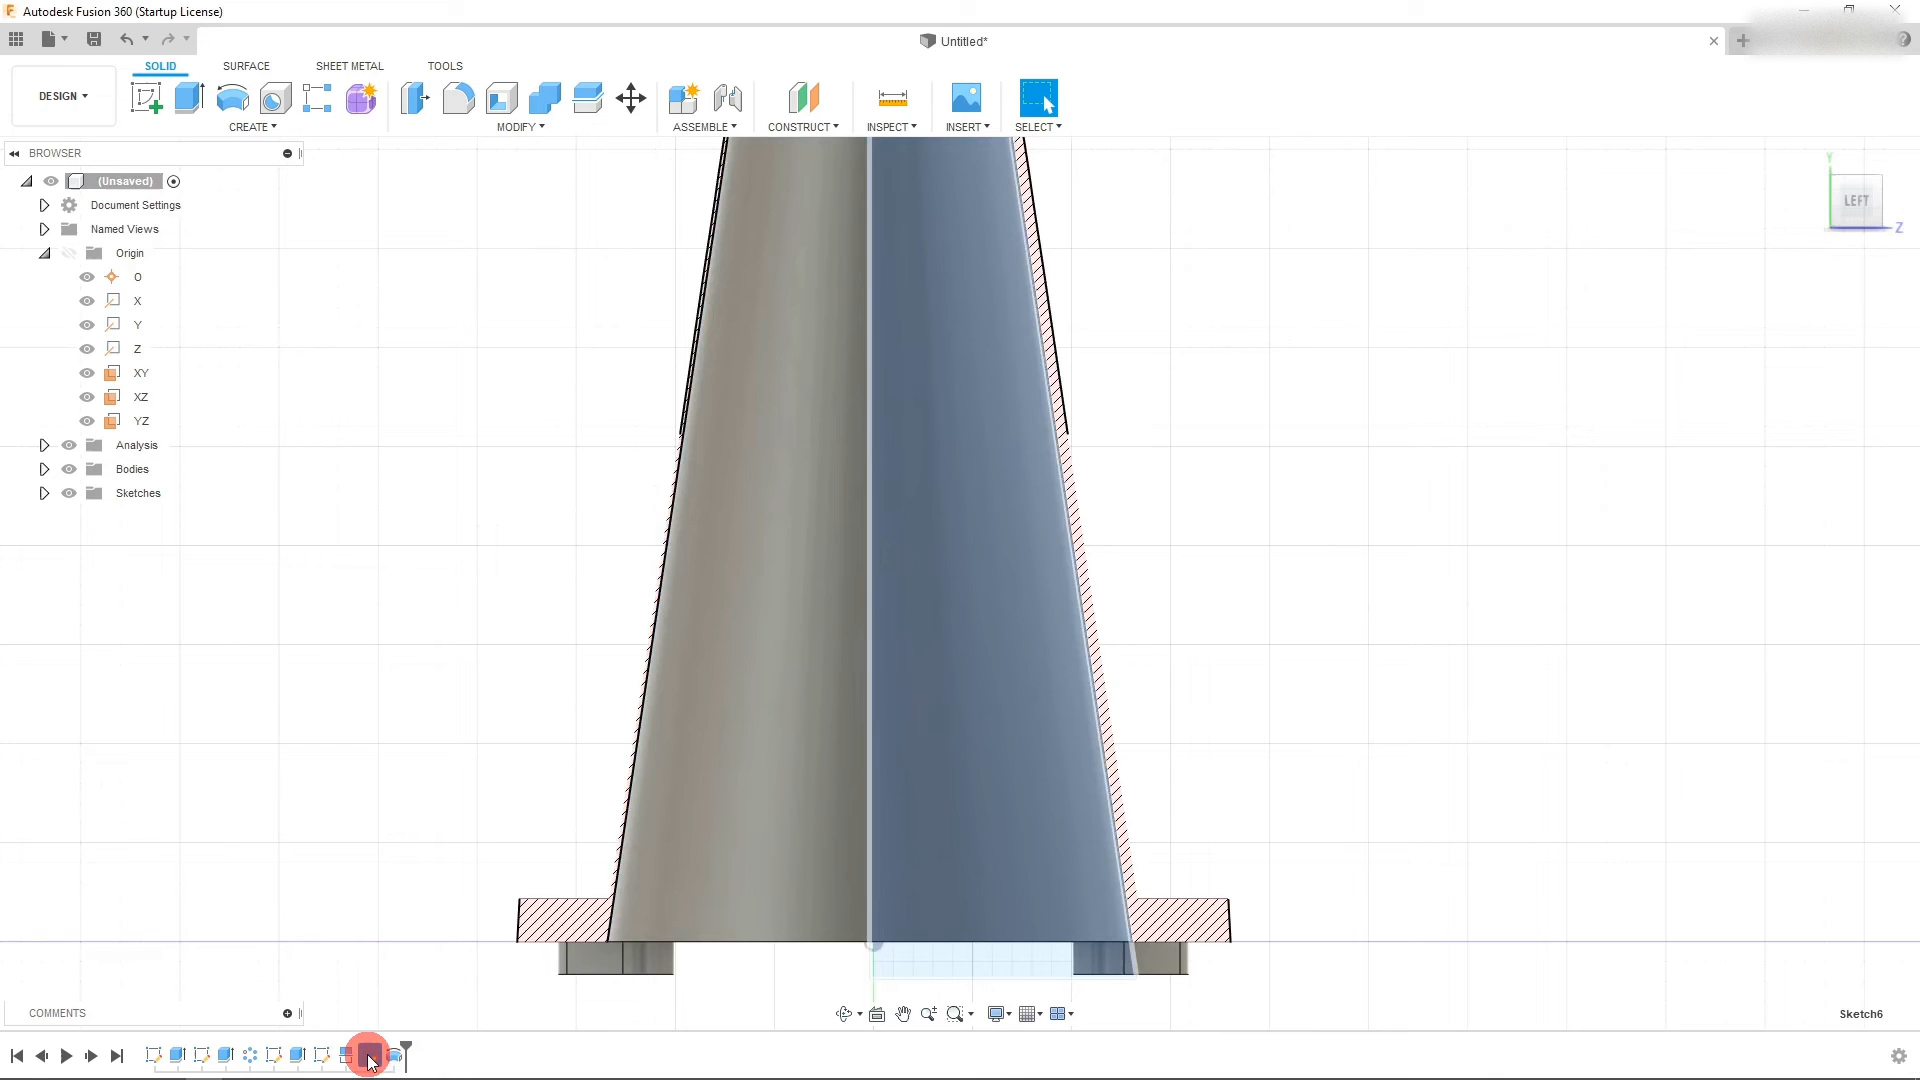 Autodesk Fusion 360 (Startup License)
Untitled*
DESIGN
SOLID
SURFACE
SHEET METAL
TOOLS
CREATE
MODIFY
ASSEMBLE
CONSTRUCT
INSPECT
INSERT
SELECT
BROWSER
(Unsaved)
Document Settings
Named Views
Origin
O
X
Y
Z
XY
XZ
YZ
Analysis
Bodies
Sketches
Y
LEFT
Z
COMMENTS
Sketch6